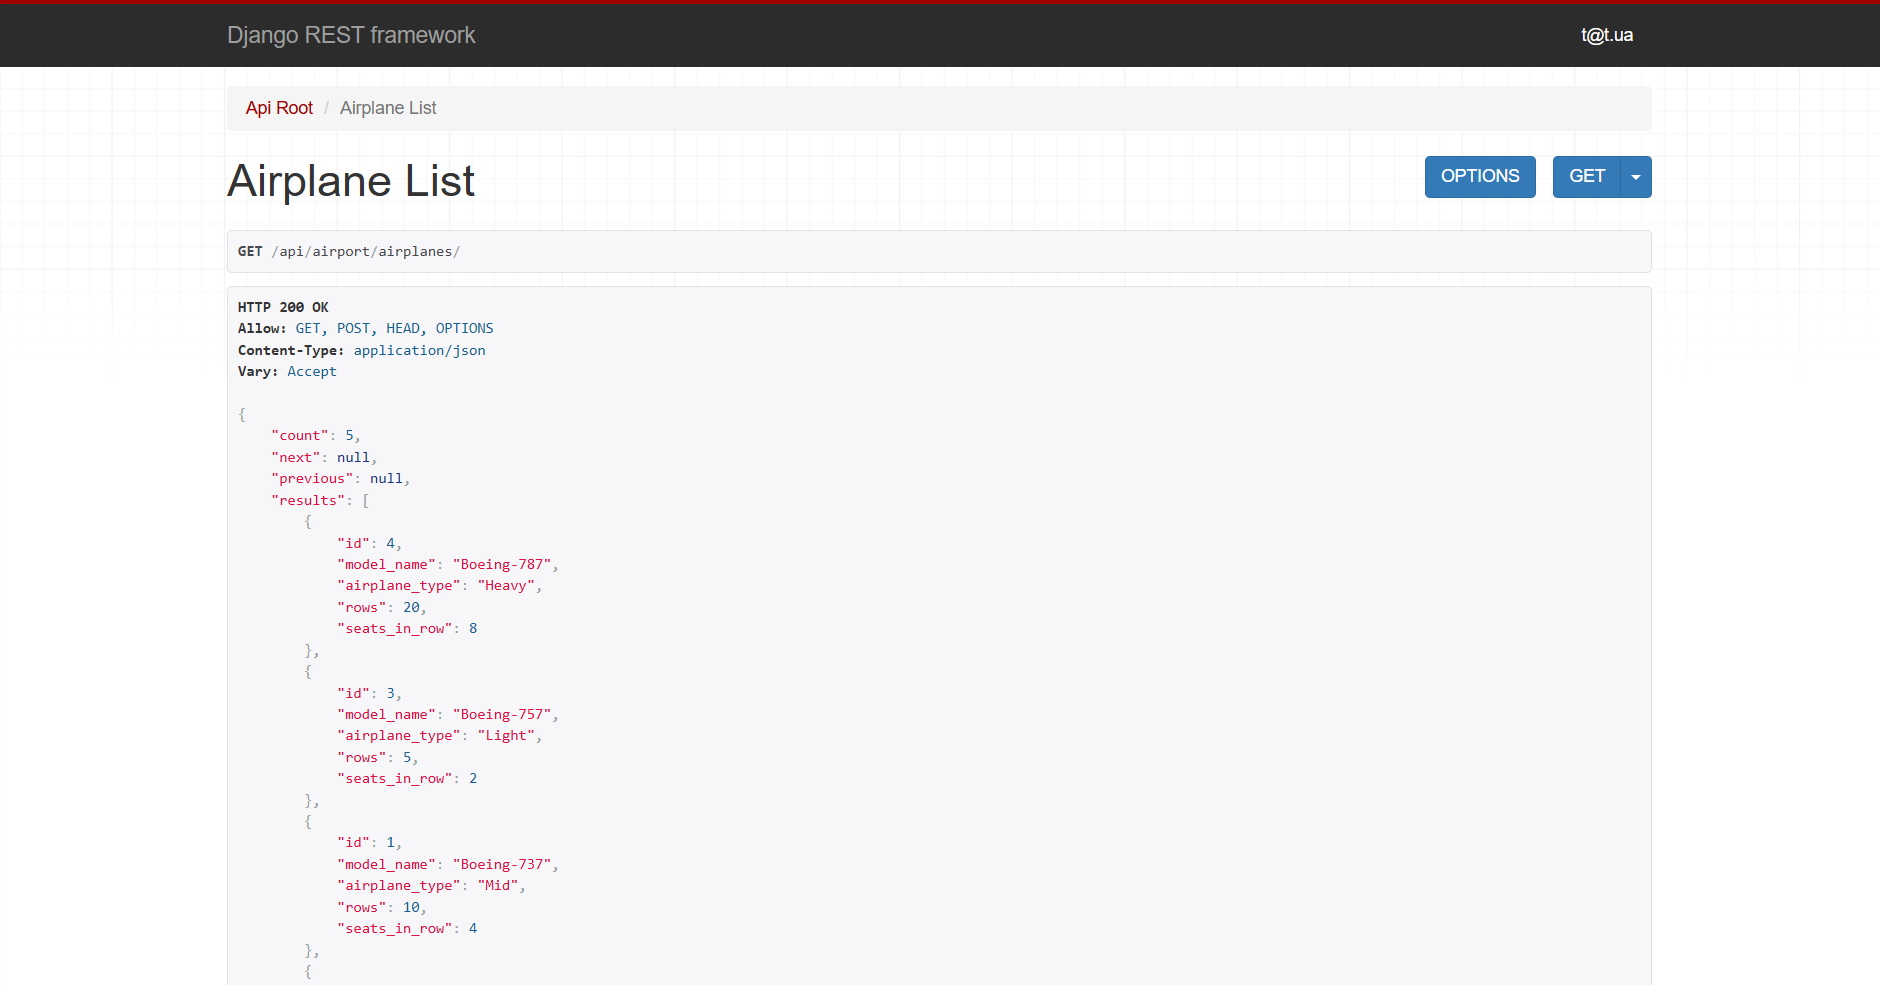 Django REST framework
t@t.ua
Api Root / Airplane List
Airplane List
OPTIONS
GET
GET /api/airport/airplanes/
HTTP 200 OK
Allow: GET, POST, HEAD, OPTIONS
Content-Type: application/json
Vary: Accept
{
    "count": 5,
    "next": null,
    "previous": null,
    "results": [
        {
            "id": 4,
            "model_name": "Boeing-787",
            "airplane_type": "Heavy",
            "rows": 20,
            "seats_in_row": 8
        },
        {
            "id": 3,
            "model_name": "Boeing-757",
            "airplane_type": "Light",
            "rows": 5,
            "seats_in_row": 2
        },
        {
            "id": 1,
            "model_name": "Boeing-737",
            "airplane_type": "Mid",
            "rows": 10,
            "seats_in_row": 4
        },
        {